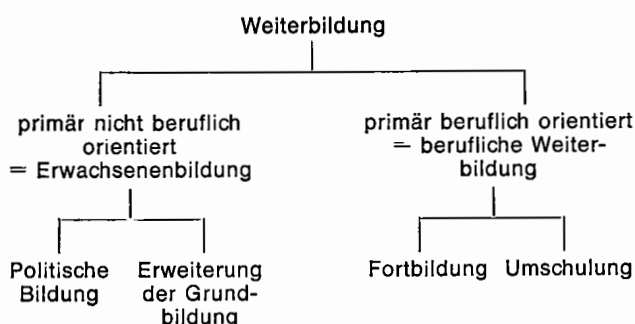 Weiterbildung
primär nicht beruflich
orientiert
= Erwachsenenbildung
primär beruflich orientiert
= berufliche Weiter-
bildung
Politische
Bildung
Erweiterung
der Grund-
bildung
Fortbildung
Umschulung